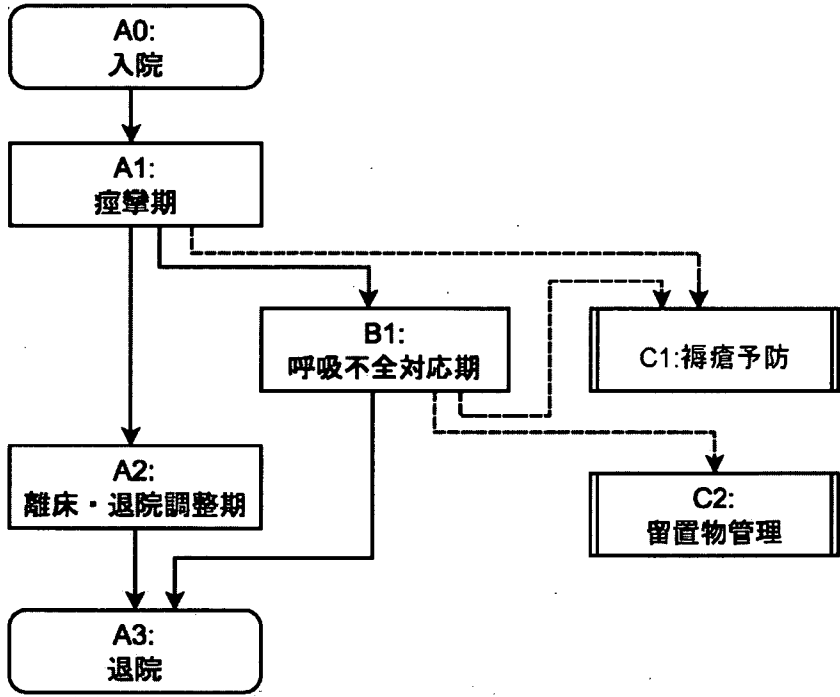 A0:
入院
A1:
痙攣期
B1:
呼吸不全対応期
C1:褥瘡予防
A2:
離床・退院調整期
C2:
留置物管理
A3:
退院